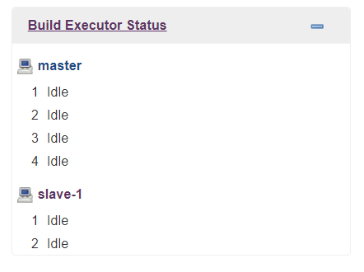 Build Executor Status
master
1 Idle
2 Idle
3 Idle
4 Idle
slave-1
1 Idle
2 Idle